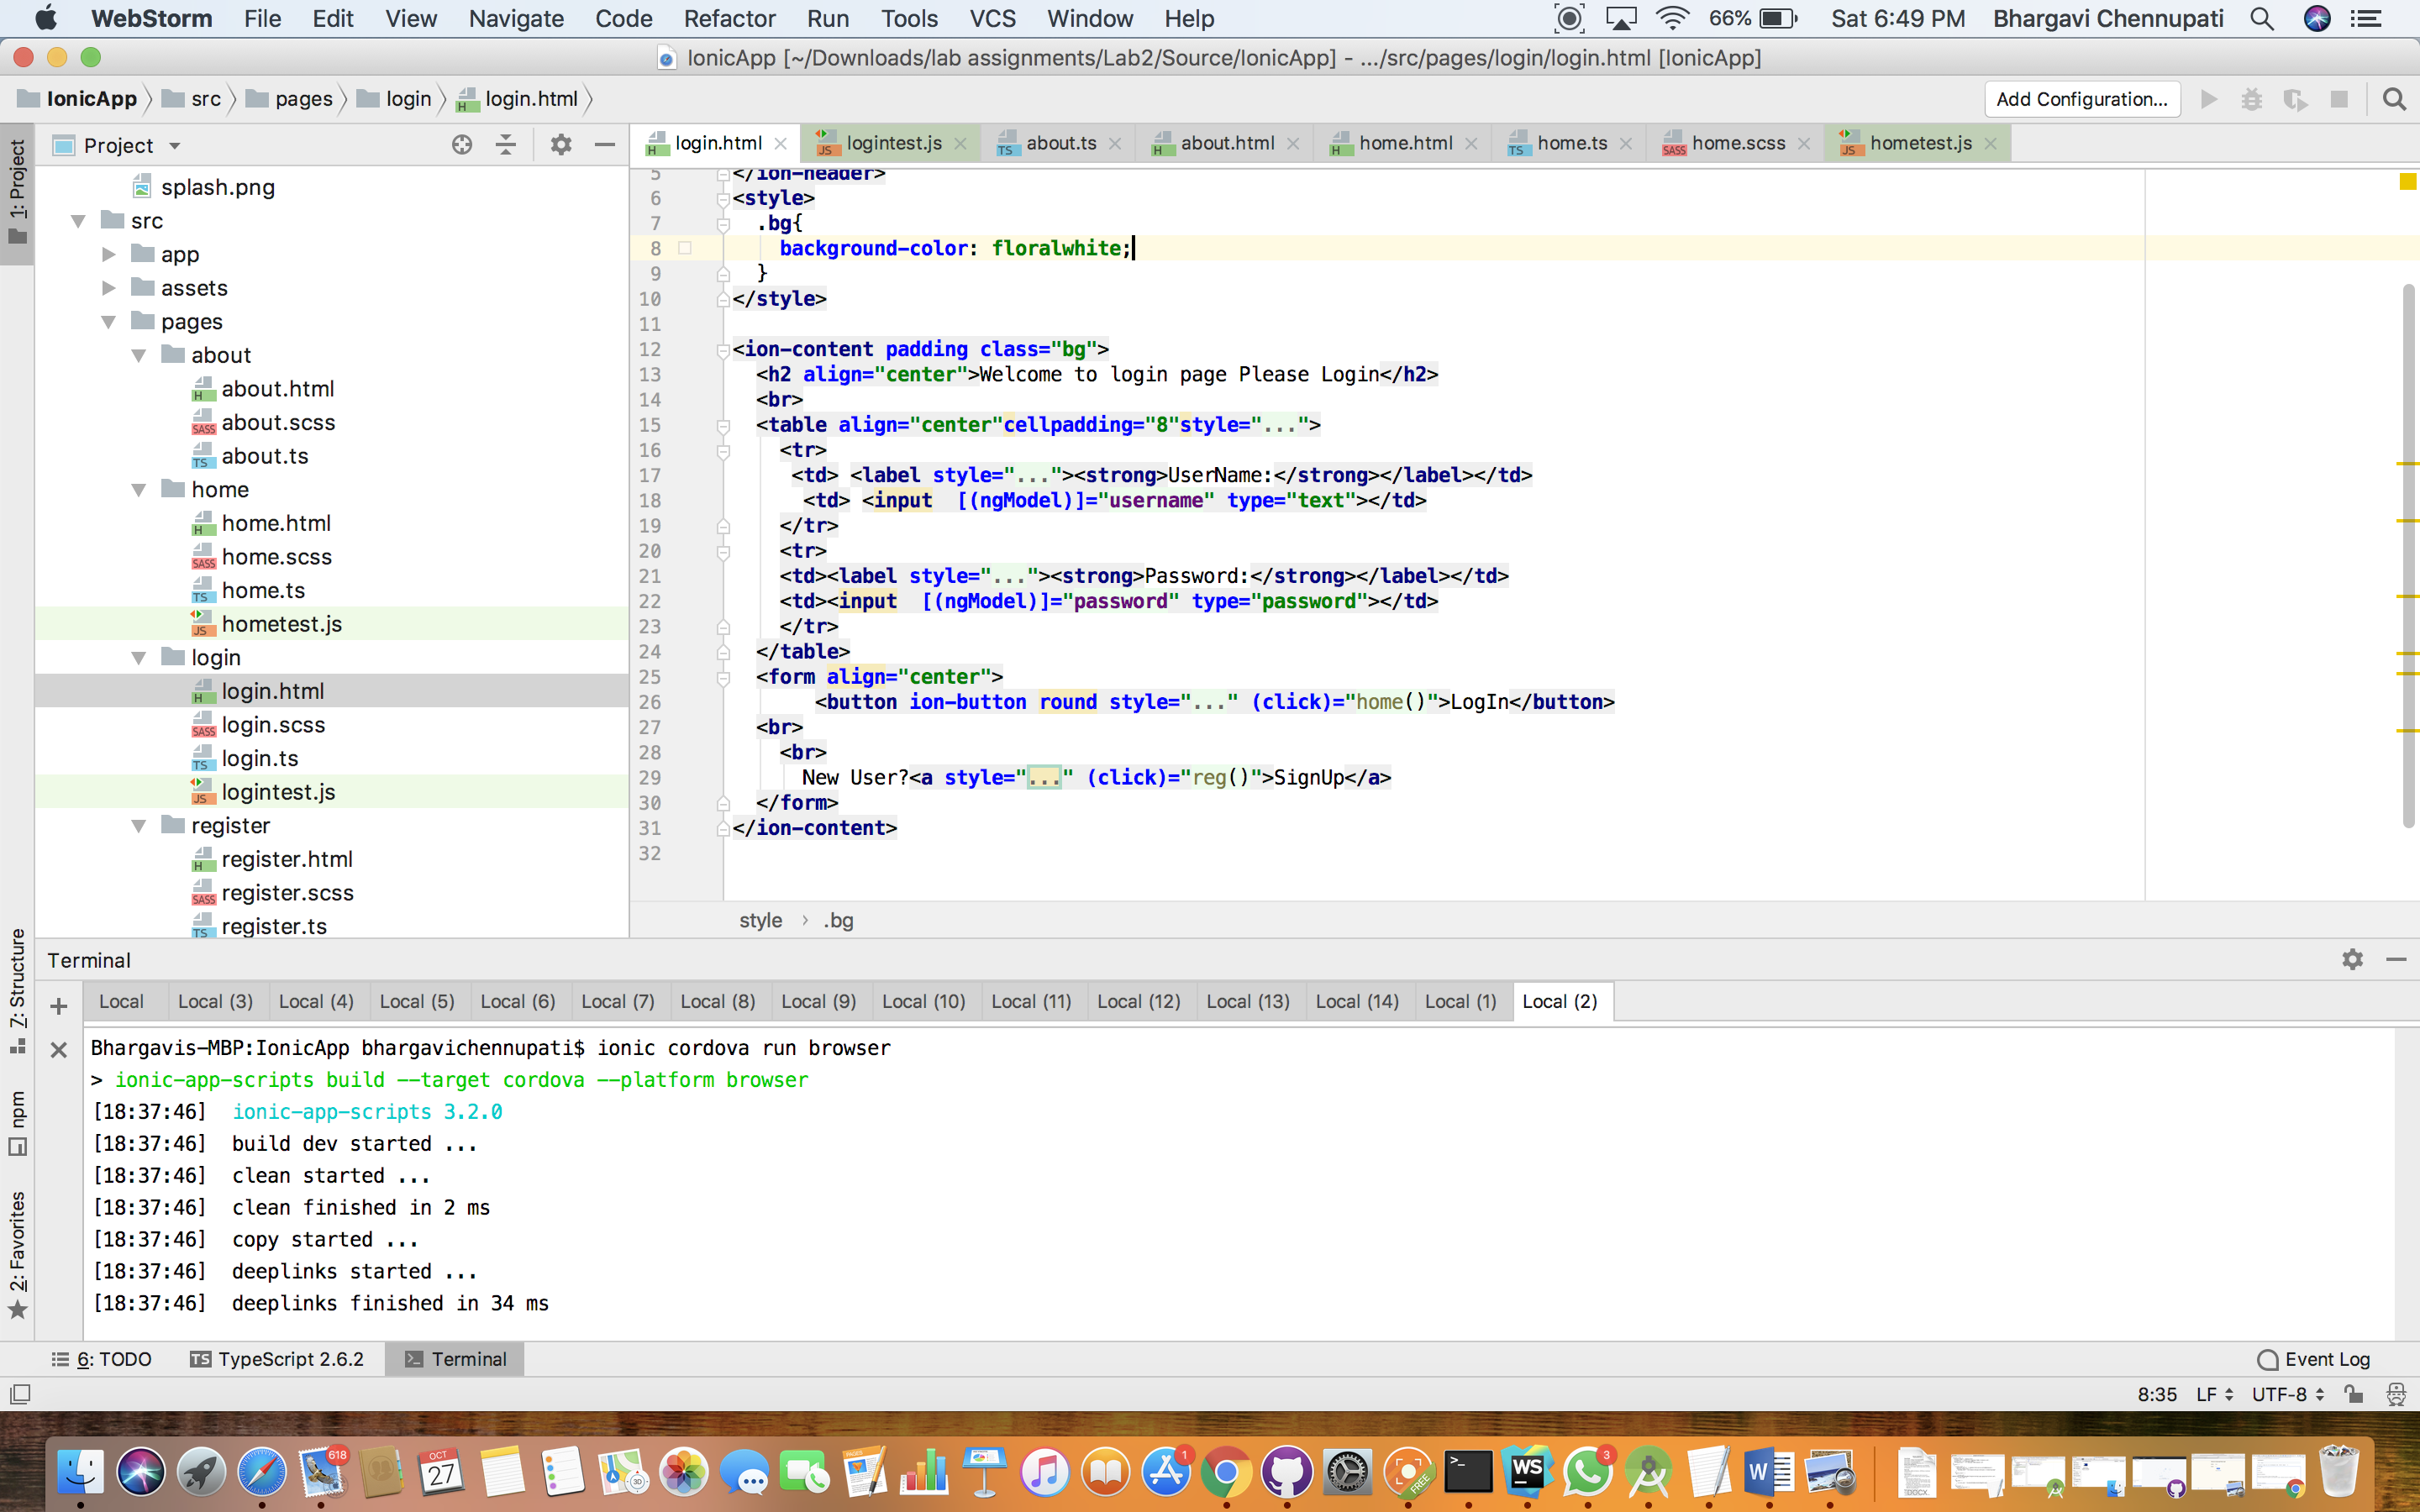 WebStorm File Edit View Navigate Code Refactor Run Tools VCS Window Help 66% Sat 6:49 PM Bhargavi Chennupati
IonicApp [~/Downloads/lab assignments/Lab2/Source/IonicApp] - .../src/pages/login/login.html [IonicApp]
IonicApp src pages login login.html Add Configuration...
1: Project
Project
login.html logintest.js about.ts about.html home.html home.ts home.scss hometest.js
splash.png
src
app
assets
pages
about
about.html
about.scss
about.ts
home
home.html
home.scss
home.ts
hometest.js
login
login.html
login.scss
login.ts
logintest.js
register
register.html
register.scss
register.ts
5 </ion-header>
6 <style>
7 .bg{
8 background-color: floralwhite;
9 }
10 </style>
11
12 <ion-content padding class="bg">
13 <h2 align="center">Welcome to login page Please Login</h2>
14 <br>
15 <table align="center"cellpadding="8"style="...">
16 <tr>
17 <td> <label style="..."><strong>UserName:</strong></label></td>
18 <td> <input  [(ngModel)]="username" type="text"></td>
19 </tr>
20 <tr>
21 <td><label style="..."><strong>Password:</strong></label></td>
22 <td><input  [(ngModel)]="password" type="password"></td>
23 </tr>
24 </table>
25 <form align="center">
26 <button ion-button round style="..." (click)="home()">LogIn</button>
27 <br>
28 <br>
29 New User?<a style="..." (click)="reg()">SignUp</a>
30 </form>
31 </ion-content>
32
style › .bg
7: Structure
npm
2: Favorites
Terminal
Local Local (3) Local (4) Local (5) Local (6) Local (7) Local (8) Local (9) Local (10) Local (11) Local (12) Local (13) Local (14) Local (1) Local (2)
Bhargavis-MBP:IonicApp bhargavichennupati$ ionic cordova run browser
> ionic-app-scripts build --target cordova --platform browser
[18:37:46]  ionic-app-scripts 3.2.0
[18:37:46]  build dev started ...
[18:37:46]  clean started ...
[18:37:46]  clean finished in 2 ms
[18:37:46]  copy started ...
[18:37:46]  deeplinks started ...
[18:37:46]  deeplinks finished in 34 ms
6: TODO TypeScript 2.6.2 Terminal Event Log
8:35 LF UTF-8
618 OCT 27 PAGES 1 FREE WS 3 W DOCX